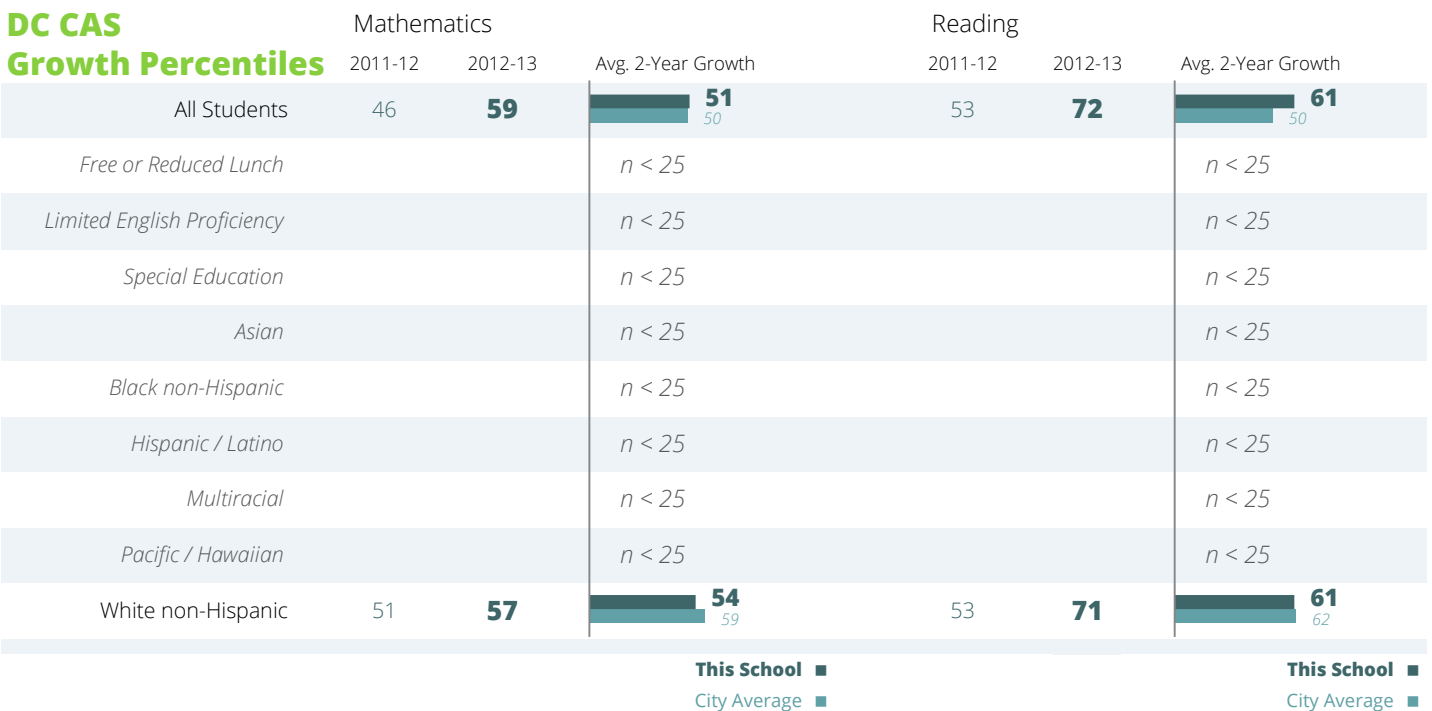 DC CAS
Growth Percentiles
Mathematics
Reading
2011-12 2012-13 Avg. 2-Year Growth 2011-12 2012-13 Avg. 2-Year Growth
All Students 46 59 51 50 53 72 61 50
Free or Reduced Lunch n < 25 n < 25
Limited English Proficiency n < 25 n < 25
Special Education n < 25 n < 25
Asian n < 25 n < 25
Black non-Hispanic n < 25 n < 25
Hispanic / Latino n < 25 n < 25
Multiracial n < 25 n < 25
Pacific / Hawaiian n < 25 n < 25
White non-Hispanic 51 57 54 59 53 71 61 62
This School This School
City Average City Average